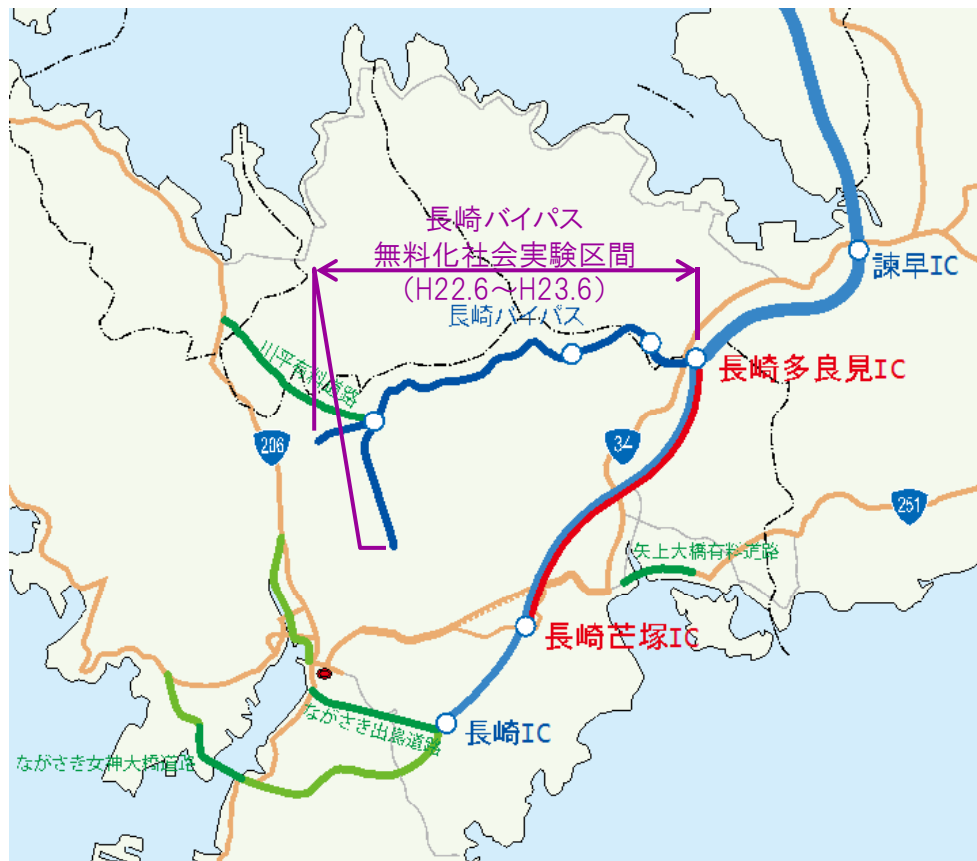 長崎バイパス
無料化社会実験区間
(H22.6～H23.6)
長崎バイパス
諫早IC
長崎多良見IC
川平有料道路
206
34
251
矢上大橋有料道路
長崎芒塚IC
ながさき出島道路
長崎IC
ながさき女神大橋道路